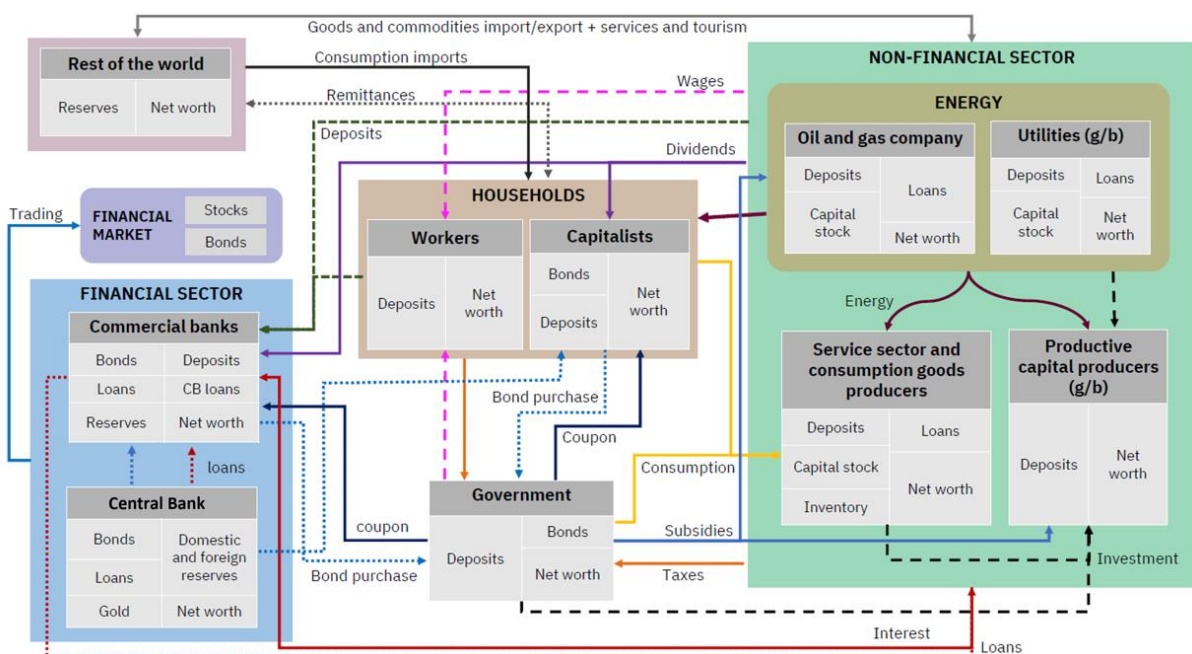 Goods and commodities import/export + services and tourism
Rest of the world
Reserves
Net worth
Consumption imports
Remittances
Deposits
Wages
Dividends
NON-FINANCIAL SECTOR
ENERGY
Oil and gas company
Deposits
Capital
stock
Loans
Net worth
Utilities (g/b)
Deposits
Capital
stock
Loans
Net
worth
Trading
FINANCIAL
MARKET
Stocks
Bonds
HOUSEHOLDS
Workers
Deposits
Net
worth
Capitalists
Bonds
Deposits
Net
worth
FINANCIAL SECTOR
Commercial banks
Bonds
Deposits
Loans
CB loans
Reserves
Net worth
loans
Central Bank
Bonds
Loans
Gold
Domestic
and foreign
reserves
Net worth
Energy
Service sector and
consumption goods
producers
Deposits
Capital stock
Inventory
Loans
Net worth
Productive
capital producers
(g/b)
Deposits
Net
worth
Bond purchase
Coupon
Consumption
Government
Deposits
Bonds
Net worth
coupon
Bond purchase
Subsidies
Taxes
Investment
Interest
Loans